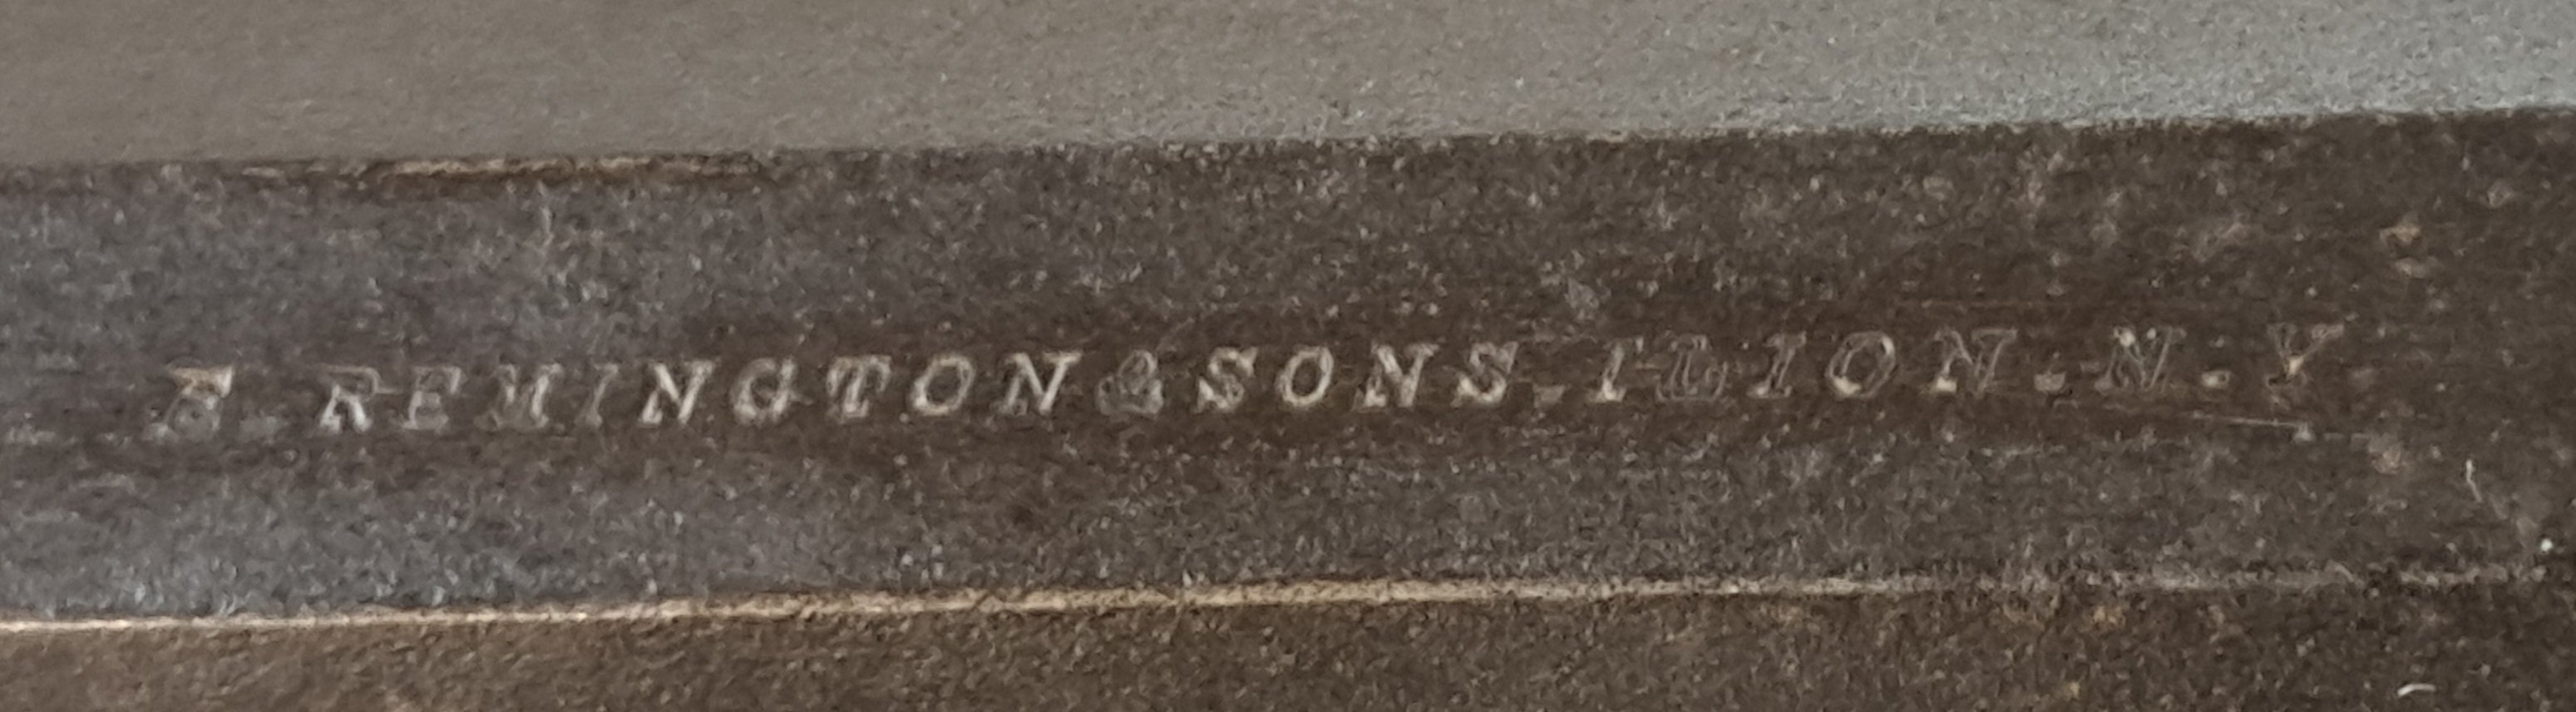 E. REMINGTON & SONS. ILION. N. Y.